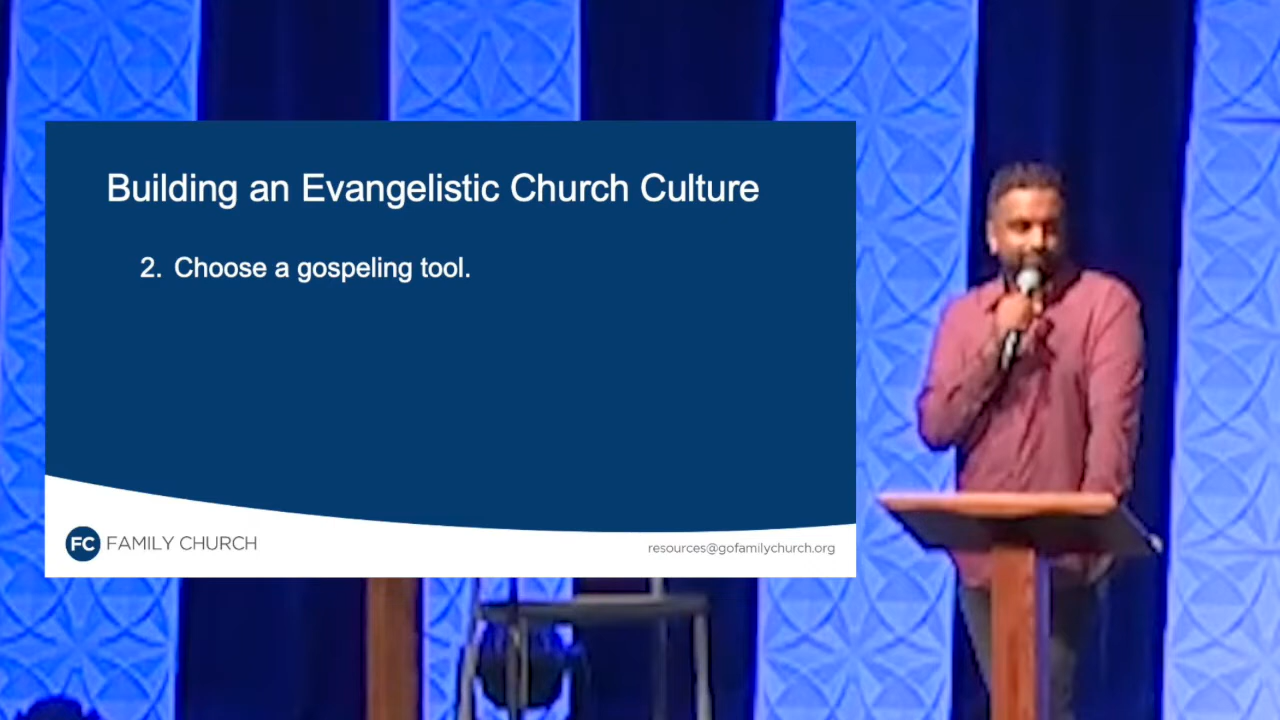 Building an Evangelistic Church Culture
2. Choose a gospeling tool.
FC FAMILY CHURCH
resources@gofamilychurch.org